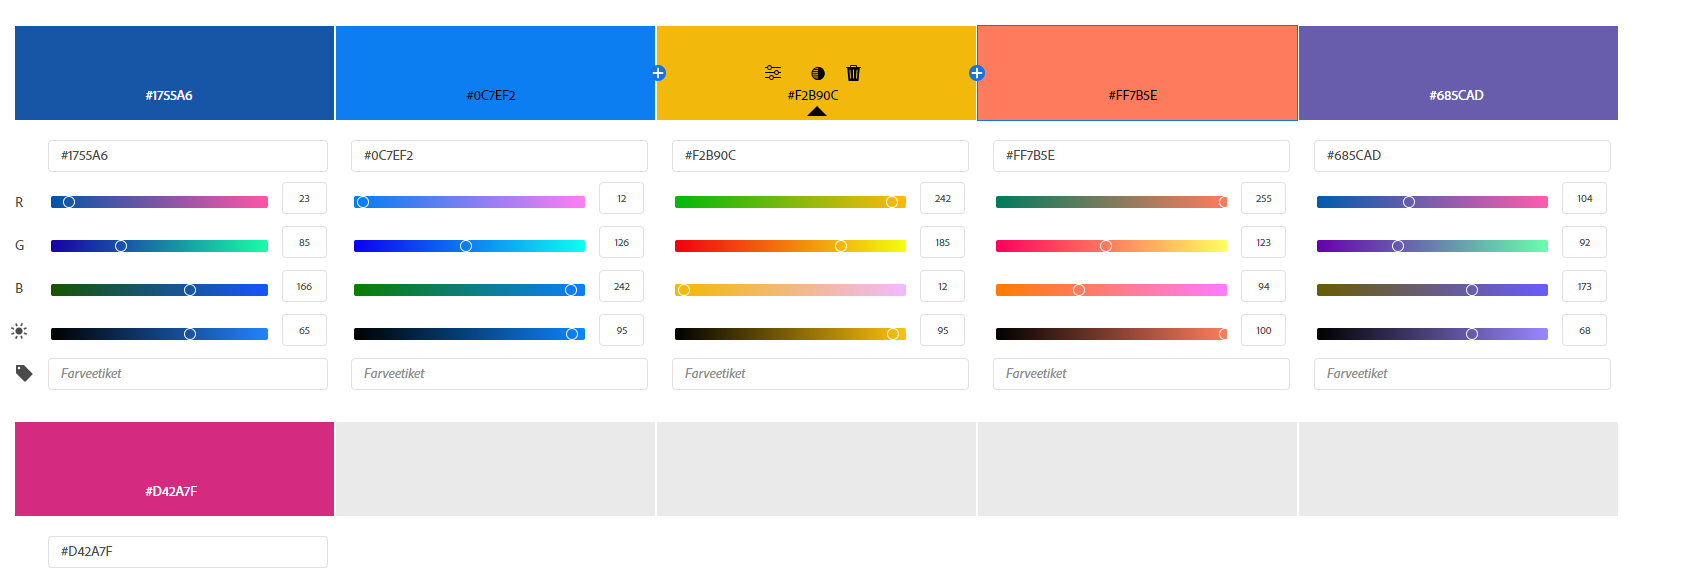 #1755A6 #0C7EF2 #F2B90C #FF7B5E #685CAD
#1755A6 #0C7EF2 #F2B90C #FF7B5E #685CAD
R 23 12 242 255 104
G 85 126 185 123 92
B 166 242 12 94 173
65 95 95 100 68
Farveetiket Farveetiket Farveetiket Farveetiket Farveetiket
#D42A7F
#D42A7F